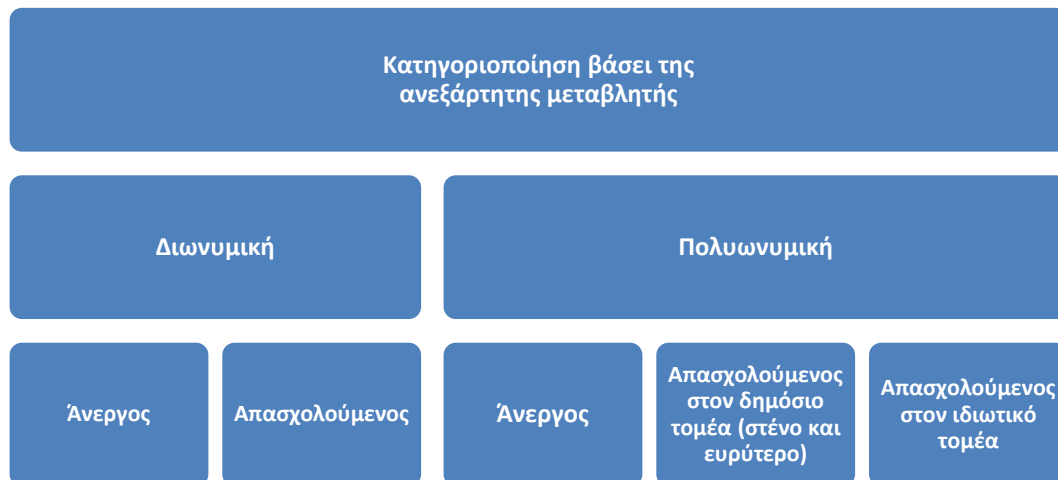 Κατηγοριοποίηση βάσει της
ανεξάρτητης μεταβλητής
Διωνυμική
Πολυωνυμική
Άνεργος
Απασχολούμενος
Άνεργος
Απασχολούμενος
στον δημόσιο
τομέα (στένο και
ευρύτερο)
Απασχολούμενος
στον ιδιωτικό
τομέα